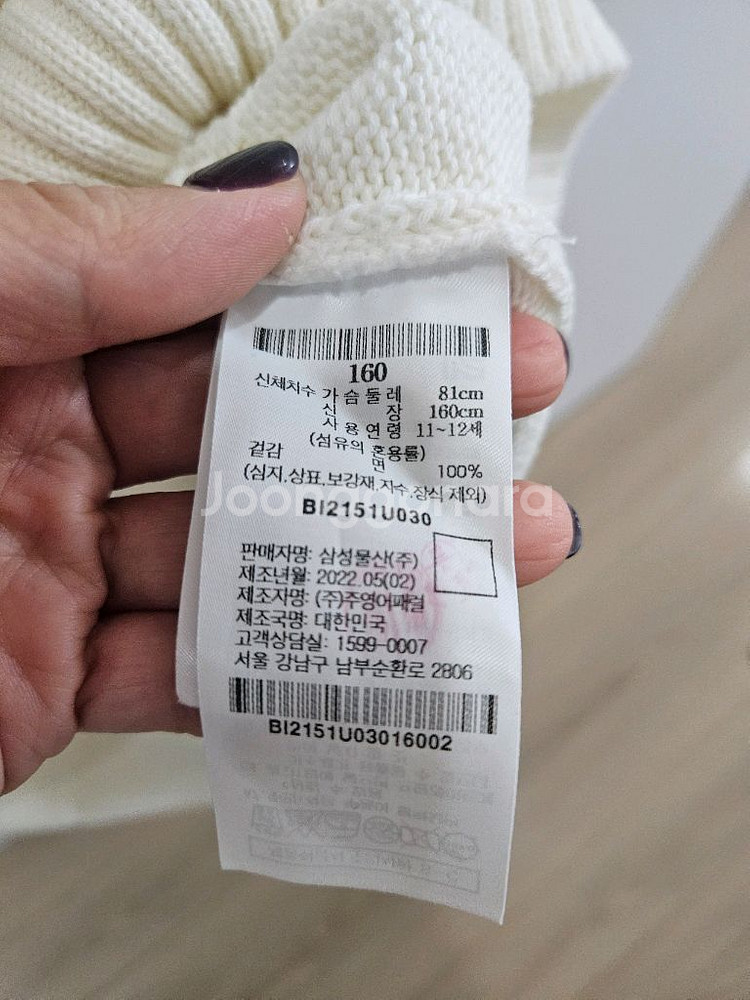 160
신체치수 가슴둘레 81cm
신 장 160cm
사용연령 11~12세
(섬유의 혼용률)
겉감 면 100%
(심지,상표,보강재,자수,장식 제외)
Joonggonara
BI2151U030
판매자명: 삼성물산(주)
제조년월: 2022.05(02)
제조자명: (주)주영어패럴
제조국명: 대한민국
고객상담실: 1599-0007
서울 강남구 남부순환로 2806
BI2151U03016002